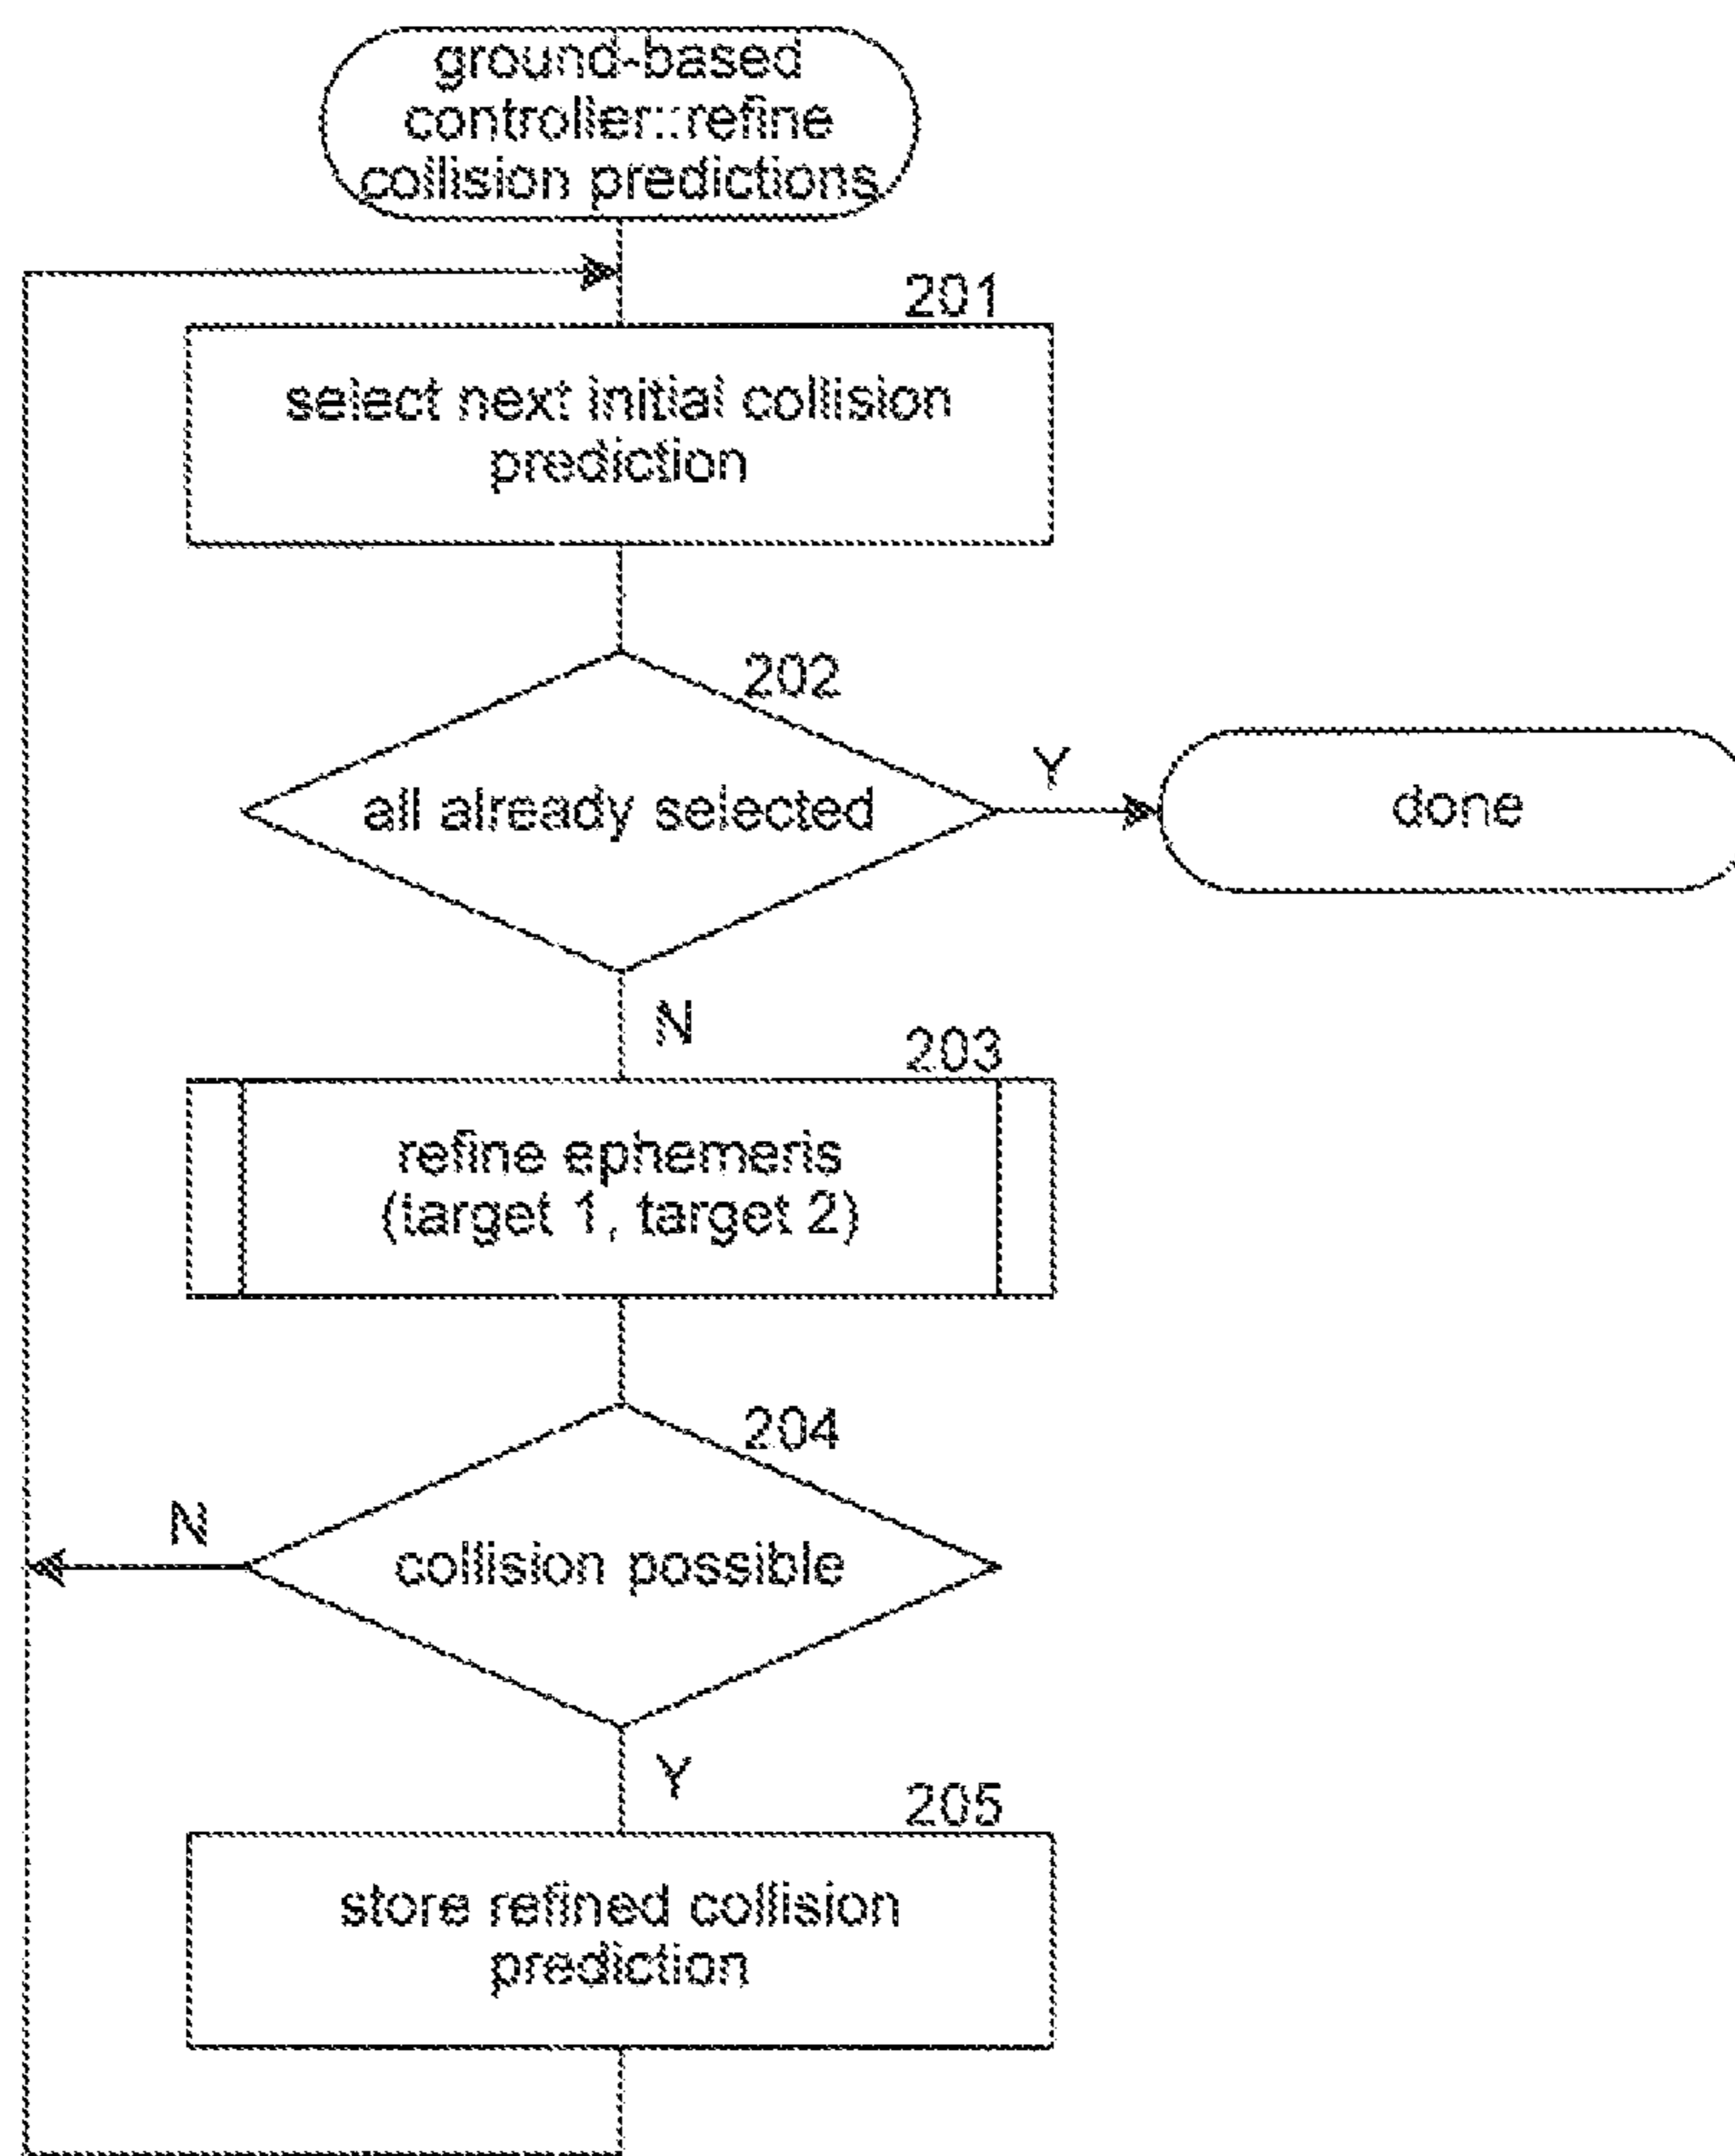 ground-based
controller::refine
collision predictions
201
select next initial collision
prediction
202
all already selected
Y
done
N
203
refine ephemeris
(target 1, target 2)
204
N
collision possible
Y
205
store refined collision
prediction